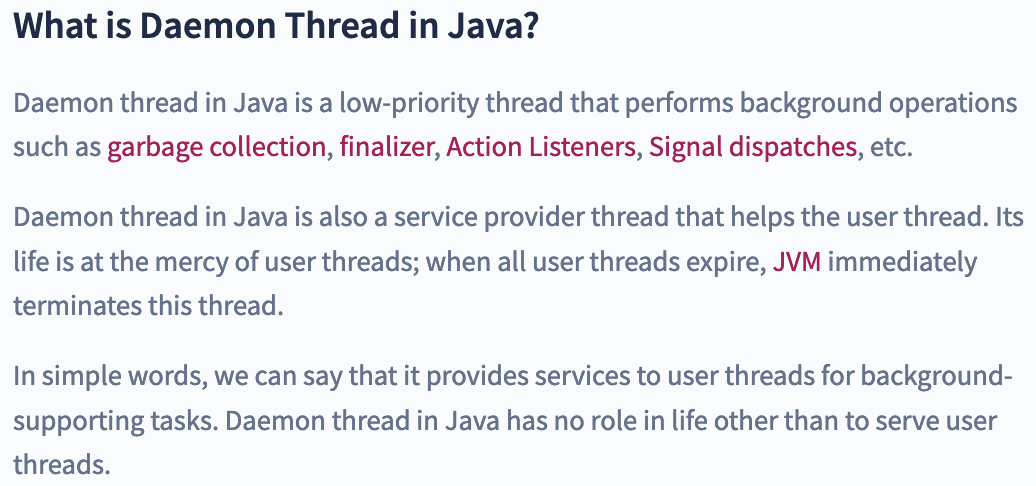 What is Daemon Thread in Java?
Daemon thread in Java is a low-priority thread that performs background operations
such as garbage collection, finalizer, Action Listeners, Signal dispatches, etc.
Daemon thread in Java is also a service provider thread that helps the user thread. Its
life is at the mercy of user threads; when all user threads expire, JVM immediately
terminates this thread.
In simple words, we can say that it provides services to user threads for background-
supporting tasks. Daemon thread in Java has no role in life other than to serve user
threads.